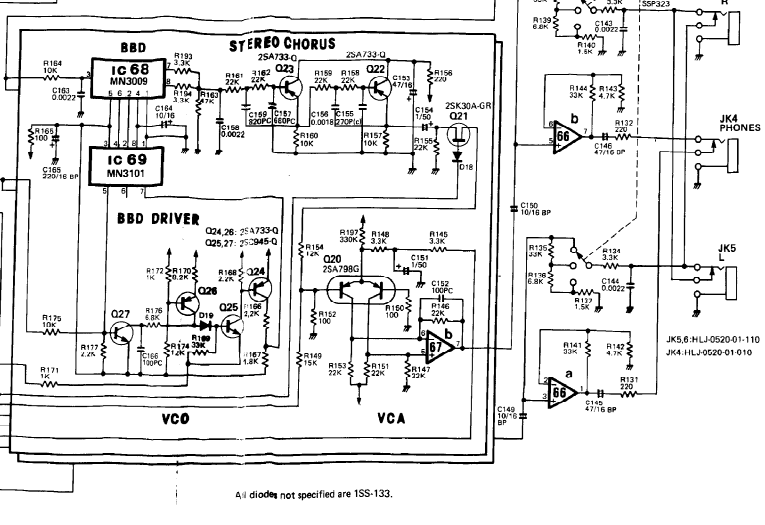 SSP323
R
R139
6.8K
3.3K
C143
0.0022
R140
1.5K
BBD
STEREO CHORUS
R164
10K
IC 68
MN3009
R193
3.3K
R194
3.3K
R163
47K
C163
0.0022
C164
10/16
R161
22K
R162
22K
2SA733-Q
Q23
C159
820PC
C157
680PC
C158
0.0022
R160
10K
R159
22K
R158
22K
2SA733-Q
Q22
C156
0.0018
C155
270P(c)
R157
10K
C153
47/16
R156
220
C154
1/50
R155
22K
2SK30A-GR
Q21
D18
R165
100
C165
220/16 BP
IC 69
MN3101
BBD DRIVER
Q24,26: 2SA733-Q
Q25,27: 2SC945-Q
R172
1K
R170
8.2K
R168
2.2K
Q24
Q26
Q25
Q27
D19
R176
6.8K
R175
10K
R177
2.2K
C166
100PC
R174
12K
R169
33K
R166
2.2K
R167
1.8K
R171
1K
VCO
R154
12K
R149
15K
R152
100
R197
330K
R148
3.3K
R145
3.3K
Q20
2SA798G
C151
1/50
C152
100PC
R146
22K
R150
100
R153
22K
R151
22K
R147
22K
b
67
VCA
C150
10/16 BP
C149
10/16
BP
R144
33K
R143
4.7K
b
66
R132
220
C146
47/16 BP
JK4
PHONES
R135
33K
R136
6.8K
R134
3.3K
R137
1.5K
C144
0.0022
JK5
L
R141
33K
R142
4.7K
a
66
R131
220
C145
47/16 BP
JK5,6:HLJ-0520-01-110
JK4:HLJ-0520-01-010
All diodes not specified are 1SS-133.